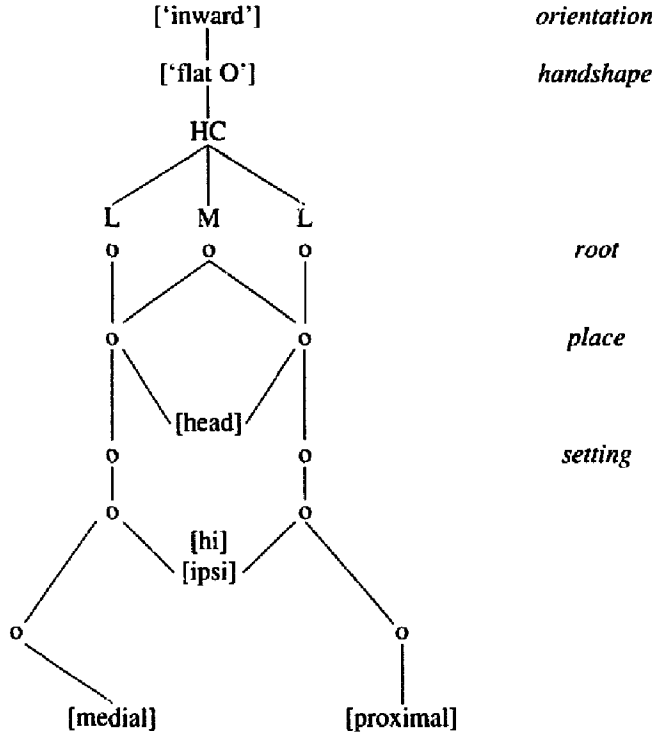 ['inward'] orientation
['flat O'] handshape
HC
L M L
o o o root
o o place
[head]
o o setting
o o
[hi]
[ipsi]
o o
[medial] [proximal]